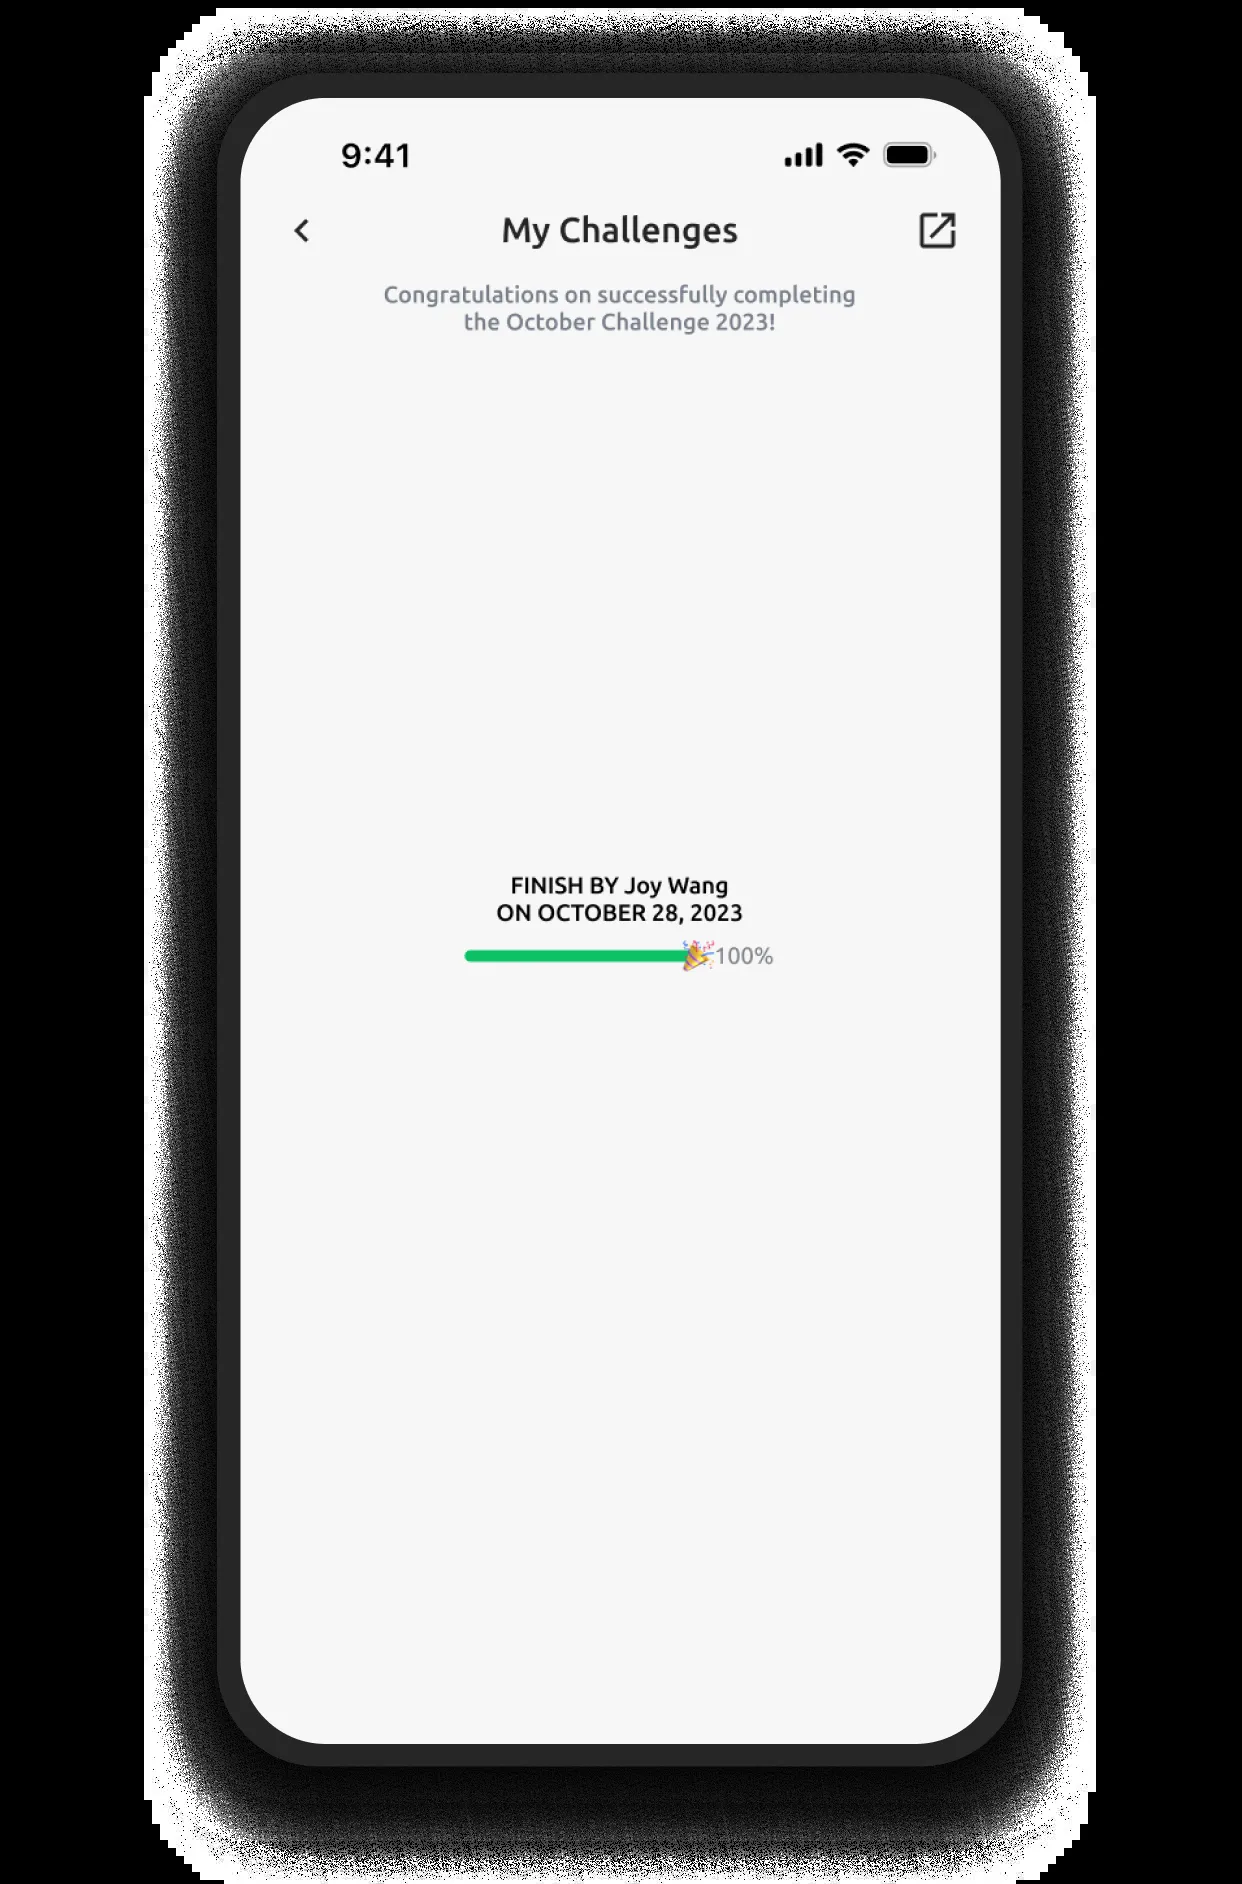 9:41
My Challenges
Congratulations on successfully completing
the October Challenge 2023!
FINISH BY Joy Wang
ON OCTOBER 28, 2023
100%